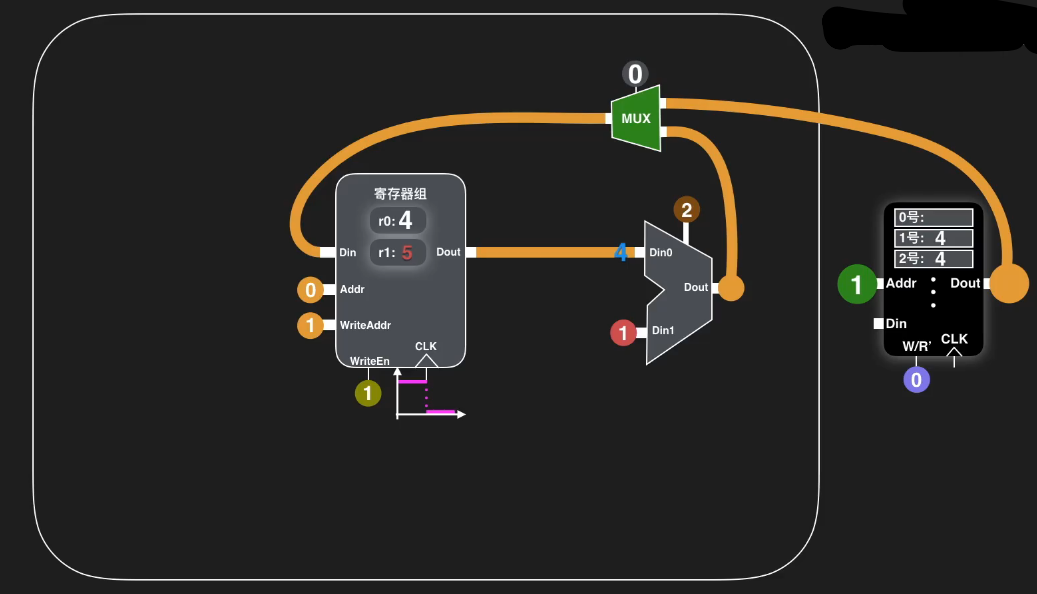 0
MUX
寄存器组
r0: 4
r1: 5
Din
Dout
0 Addr
1 WriteAddr
CLK
WriteEn
1
2
4 Din0
Dout
1 Din1
0号:
1号: 4
2号: 4
1 Addr
Dout
Din
W/R' CLK
0